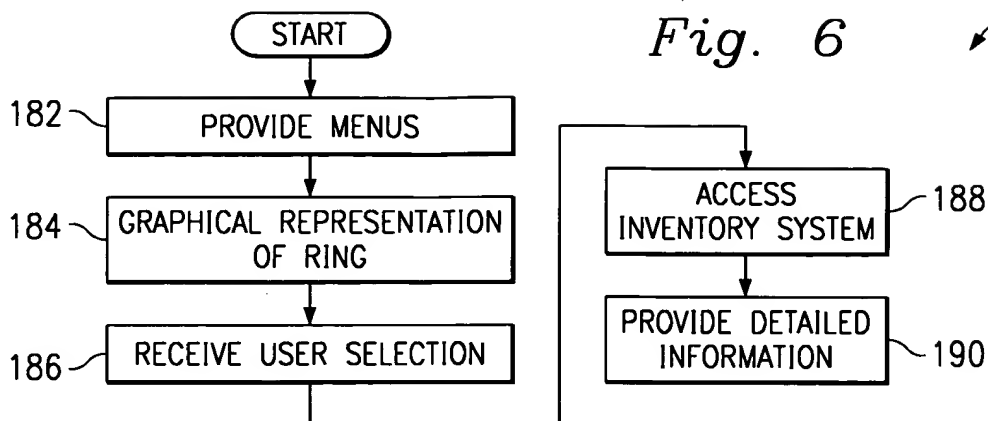 START
Fig. 6
182
PROVIDE MENUS
184
GRAPHICAL REPRESENTATION
OF RING
186
RECEIVE USER SELECTION
ACCESS
INVENTORY SYSTEM
188
PROVIDE DETAILED
INFORMATION
190